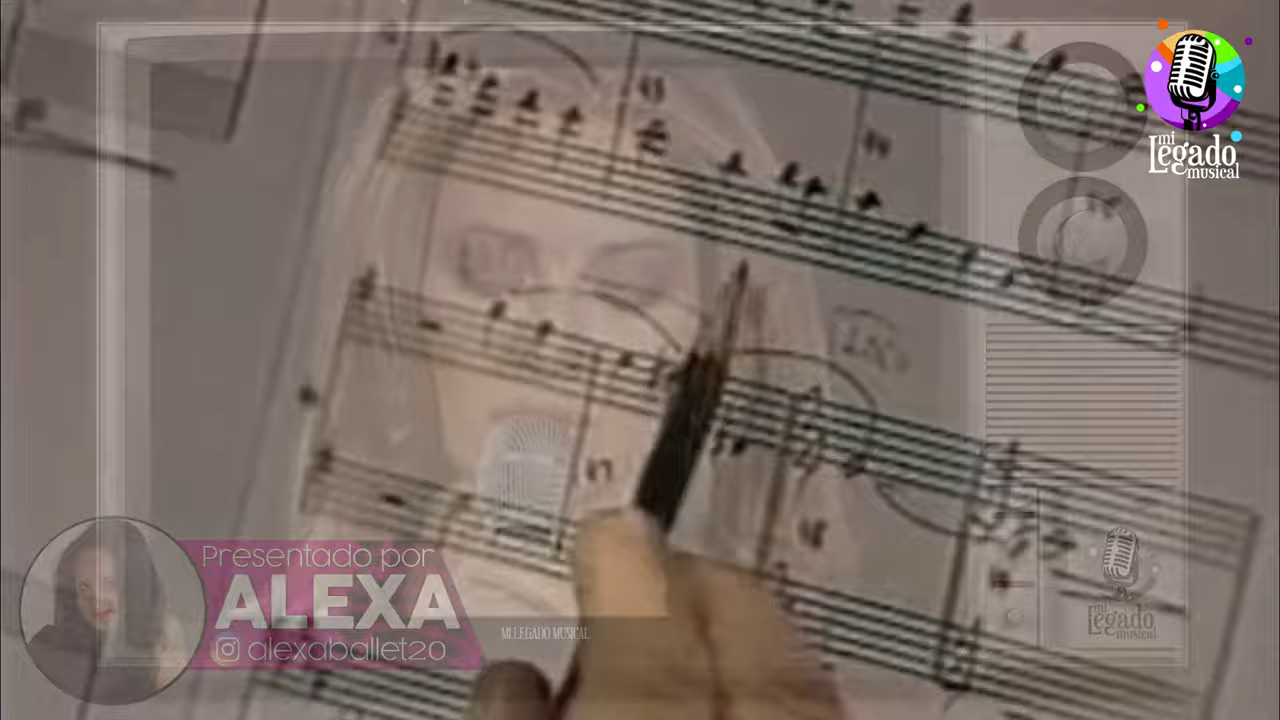 mi
Legado
musical
Presentado por
ALEXA
alexaballet20
MI LEGADO MUSICAL
mi
Legado
musical